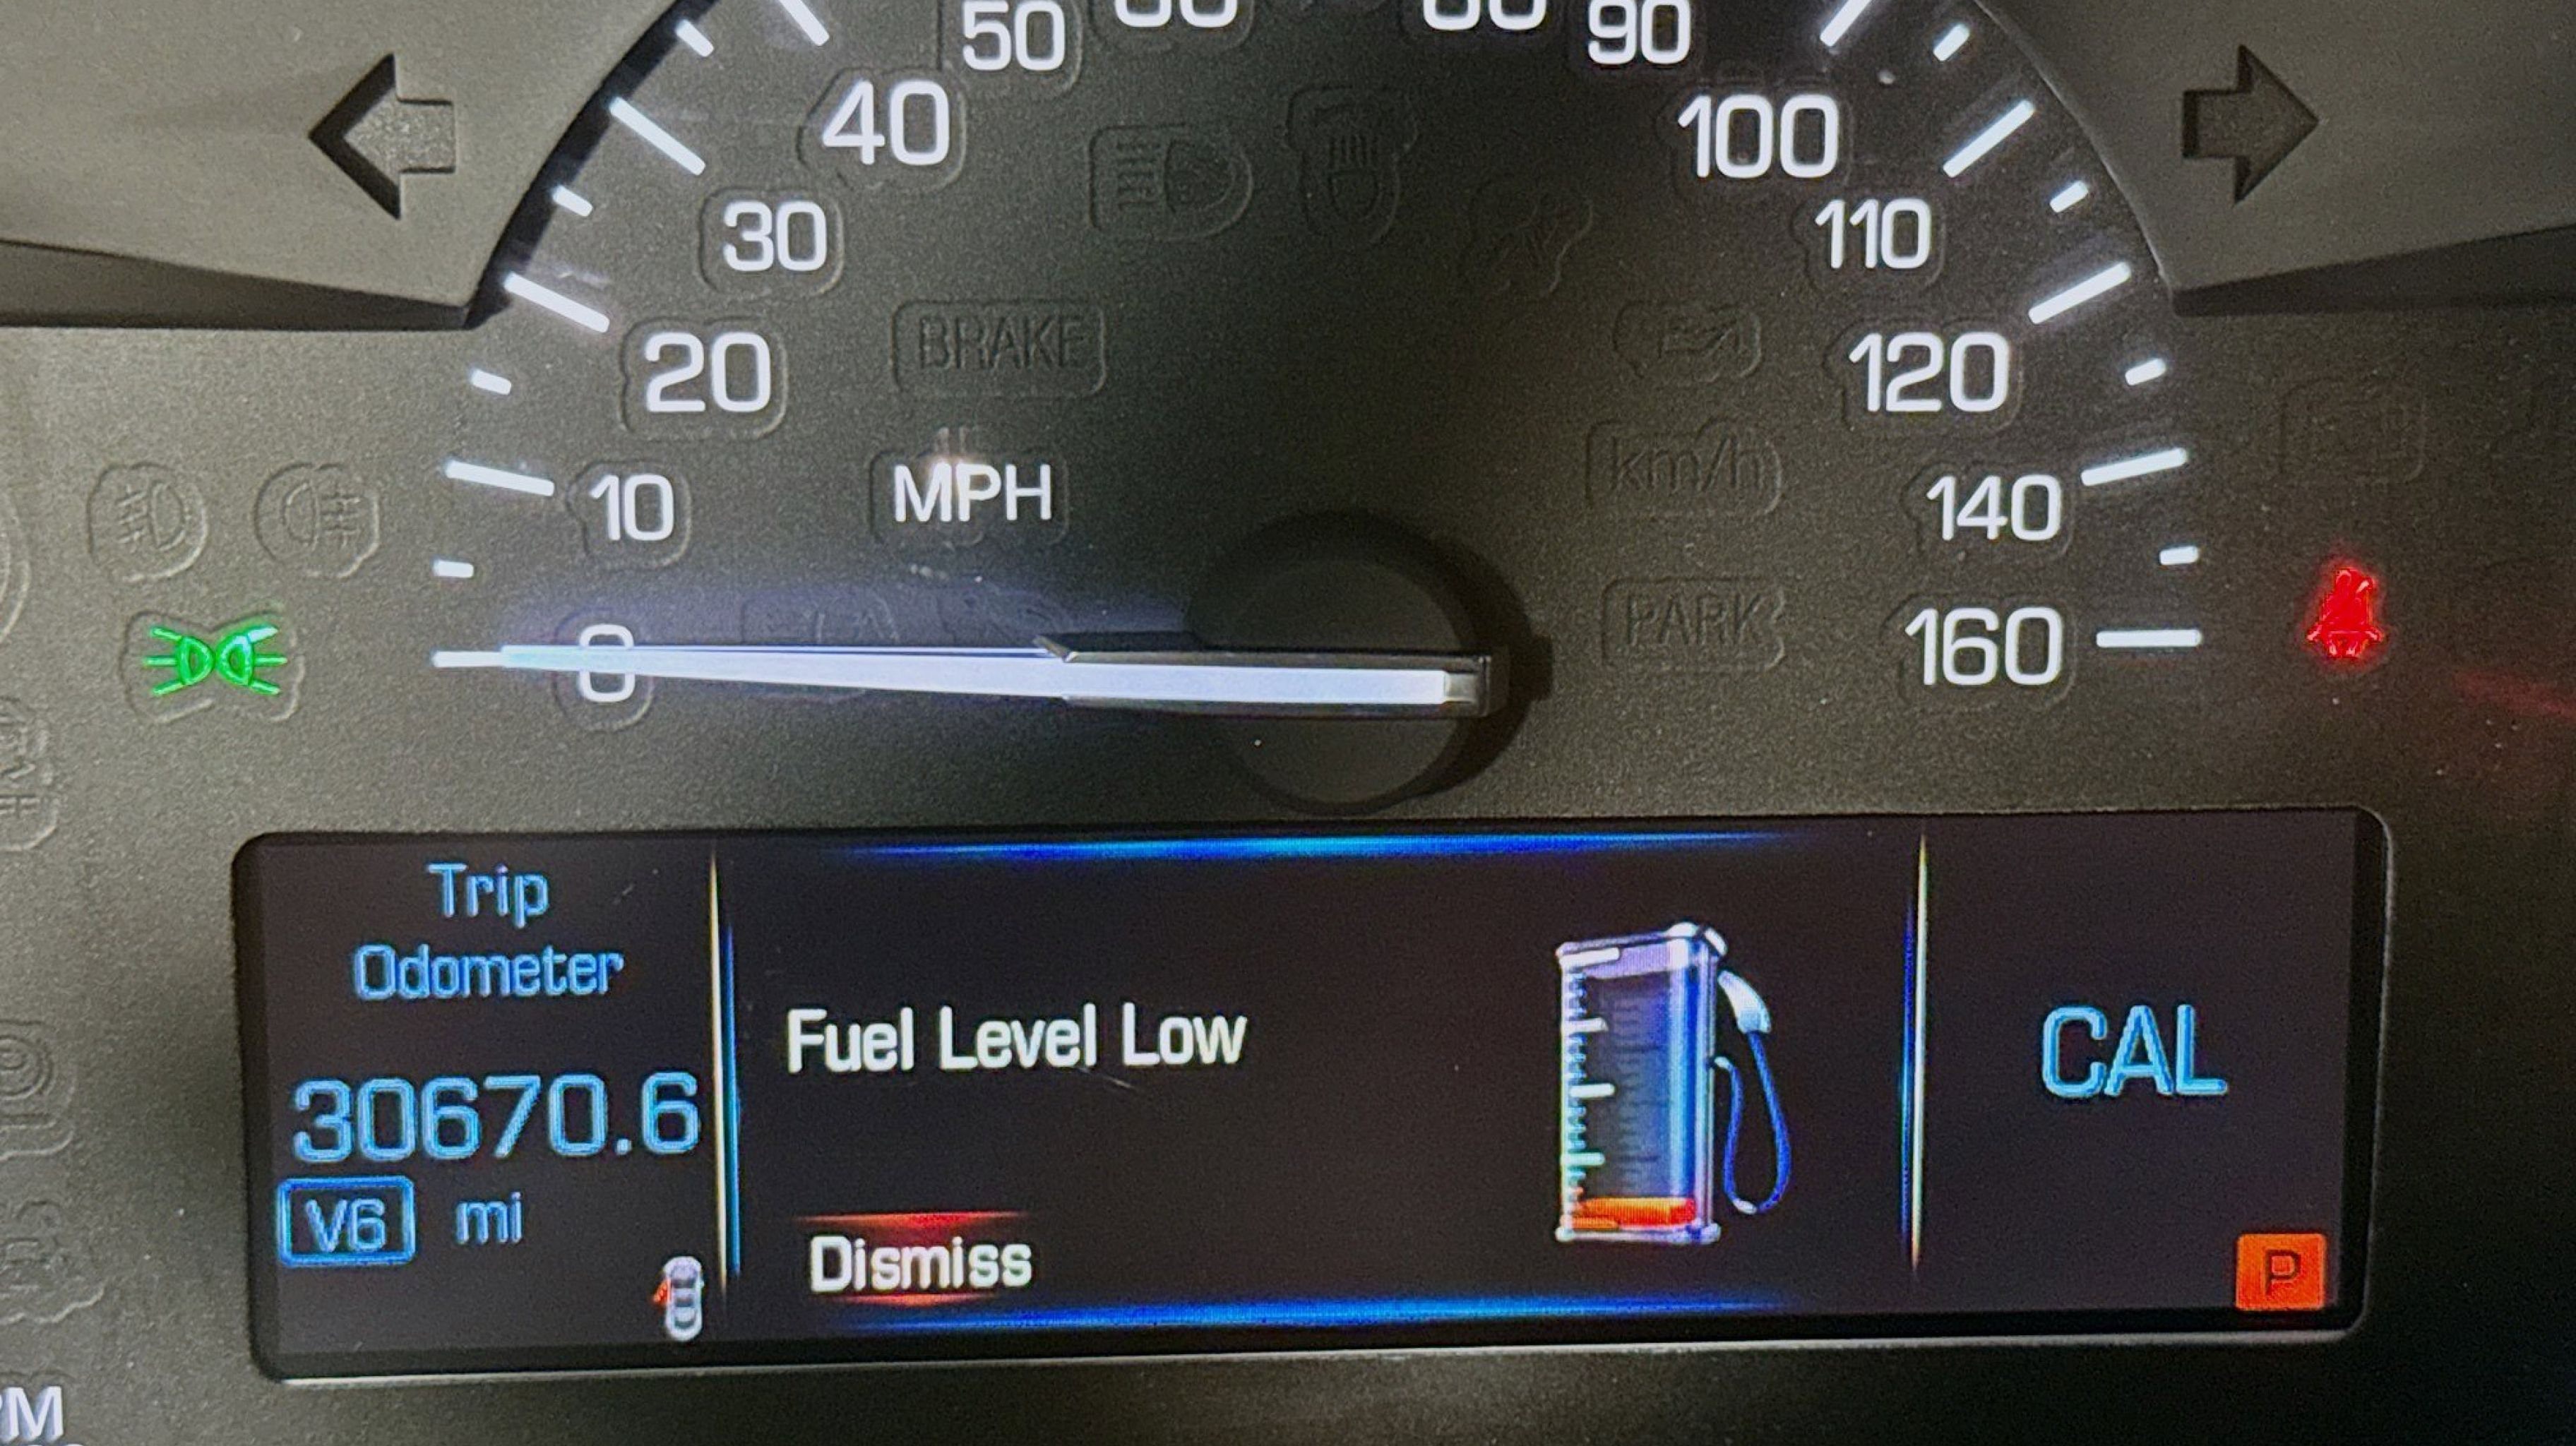 50
90
40
100
30
110
BRAKE
20
120
km/h
MPH
10
140
PARK
0
160
Trip
Odometer
30670.6
V6 mi
Fuel Level Low
Dismiss
CAL
P